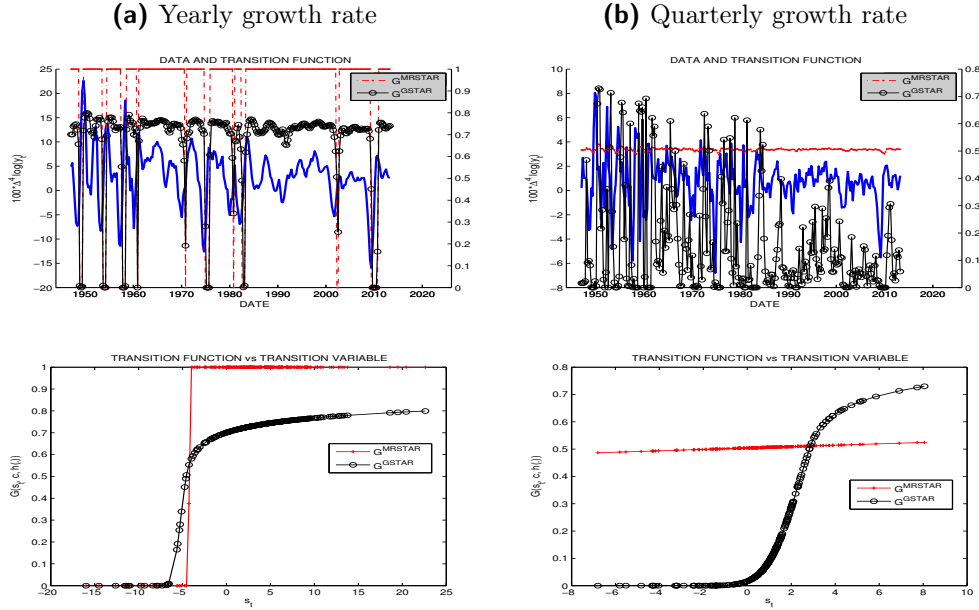 (a) Yearly growth rate
(b) Quarterly growth rate
DATA AND TRANSITION FUNCTION
25
20
15
10
5
0
−5
−10
−15
−20
100*Δ⁴log(yₜ)
1
0.9
0.8
0.7
0.6
0.5
0.4
0.3
0.2
0.1
0
G^MRSTAR
G^GSTAR
1950 1960 1970 1980 1990 2000 2010 2020
DATE
DATA AND TRANSITION FUNCTION
10
8
6
4
2
0
−2
−4
−6
−8
100*Δ⁴log(yₜ)
0.8
0.7
0.6
0.5
0.4
0.3
0.2
0.1
0
G^MRSTAR
G^GSTAR
1950 1960 1970 1980 1990 2000 2010 2020
DATE
TRANSITION FUNCTION vs TRANSITION VARIABLE
1
0.9
0.8
0.7
0.6
0.5
0.4
0.3
0.2
0.1
0
G^MRSTAR
G^GSTAR
−20 −15 −10 −5 0 5 10 15 20 25
sₜ
TRANSITION FUNCTION vs TRANSITION VARIABLE
0.8
0.7
0.6
0.5
0.4
0.3
0.2
0.1
0
G^MRSTAR
G^GSTAR
−8 −6 −4 −2 0 2 4 6 8 10
sₜ